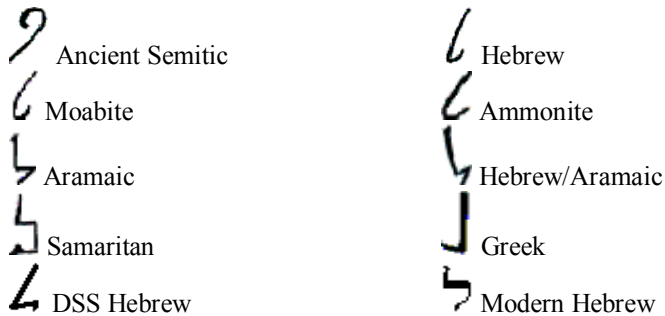 Ancient Semitic
Hebrew
Moabite
Ammonite
Aramaic
Hebrew/Aramaic
Samaritan
Greek
DSS Hebrew
ל Modern Hebrew